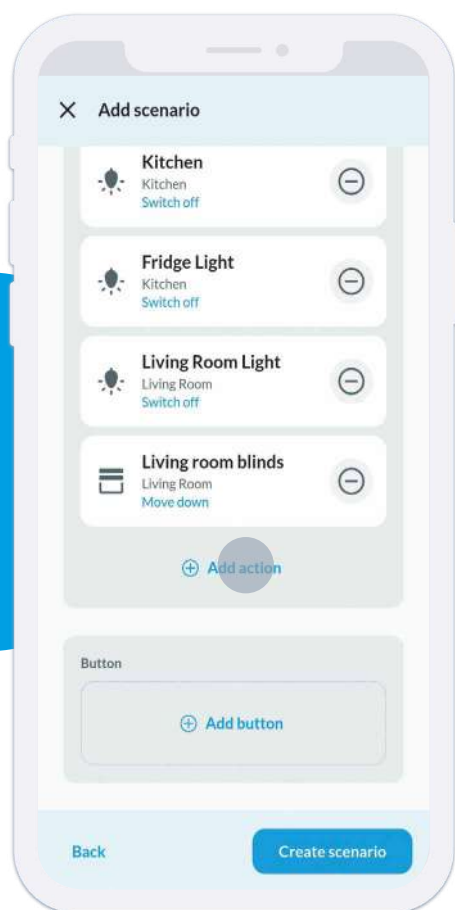 Add scenario
Kitchen
Kitchen
Switch off
Fridge Light
Kitchen
Switch off
Living Room Light
Living Room
Switch off
Living room blinds
Living Room
Move down
Add action
Button
Add button
Back
Create scenario